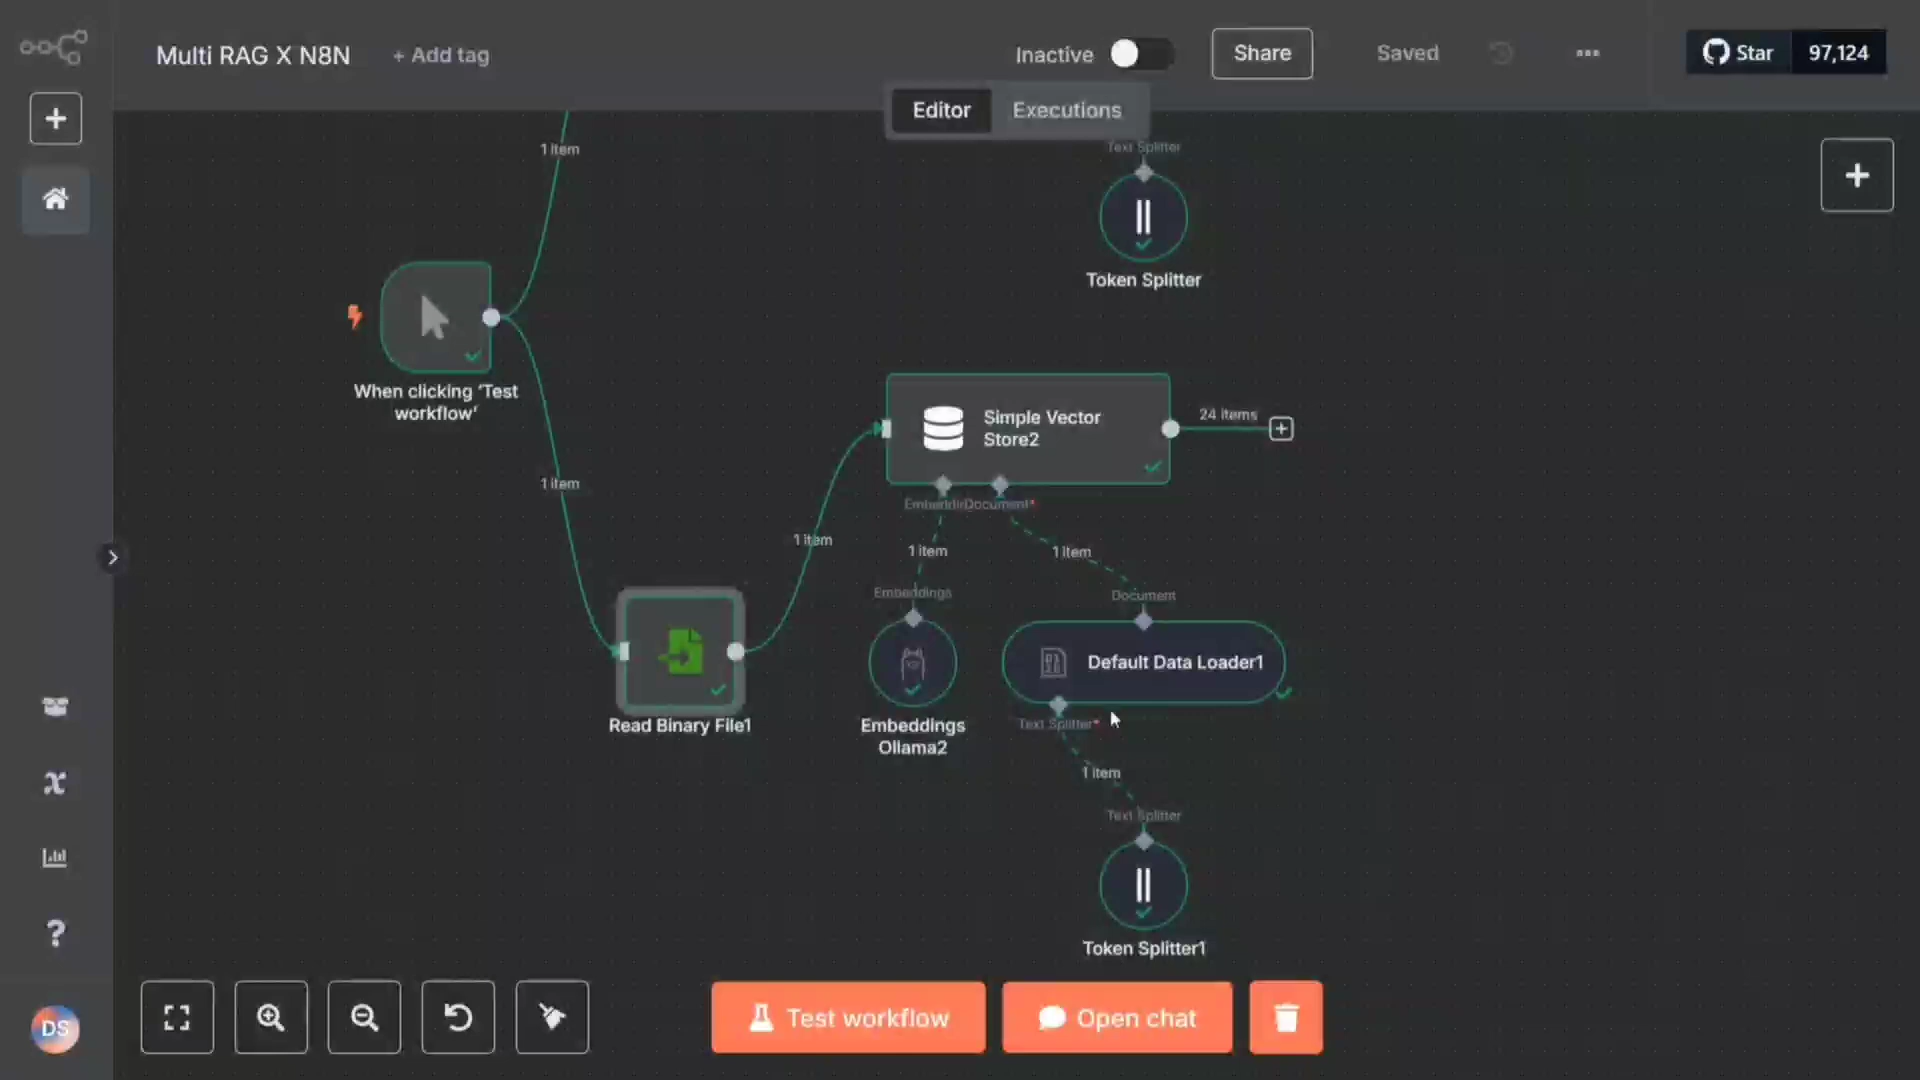 Multi RAG X N8N
+ Add tag
Inactive
Share
Saved
Star
97,124
Editor
Executions
1 item
Text Splitter
Token Splitter
When clicking ‘Test
workflow’
Simple Vector
Store2
24 items
1 item
Document*
1 item
1 item
1 item
Embeddings
Document
Default Data Loader1
Read Binary File1
Embeddings
Ollama2
Text Splitter*
1 item
Text Splitter
Token Splitter1
DS
Test workflow
Open chat